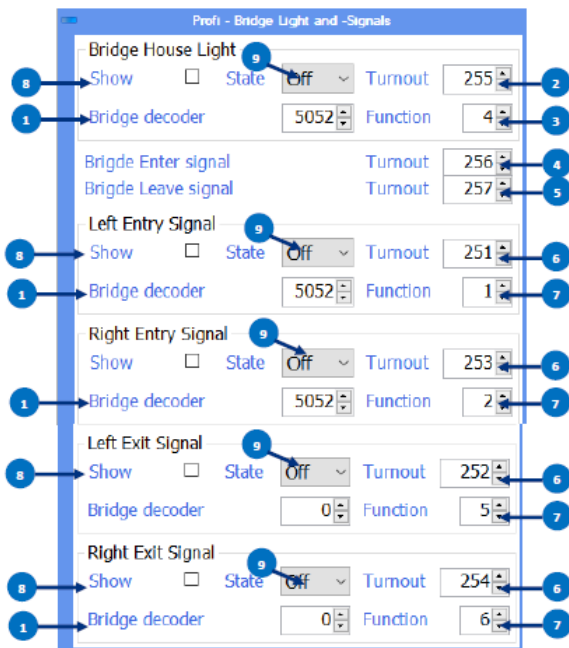 Profi - Bridge Light and -Signals
Bridge House Light 9
8 Show State Off Turnout 255 2
1 Bridge decoder 5052 Function 4 3
Brigde Enter signal Turnout 256 4
Brigde Leave signal Turnout 257 5
Left Entry Signal 9
8 Show State Off Turnout 251 6
1 Bridge decoder 5052 Function 1 7
Right Entry Signal 9
Show State Off Turnout 253 6
1 Bridge decoder 5052 Function 2 7
Left Exit Signal 9
8 Show State Off Turnout 252 6
Bridge decoder 0 Function 5 7
Right Exit Signal 9
8 Show State Off Turnout 254 6
1 Bridge decoder 0 Function 6 7